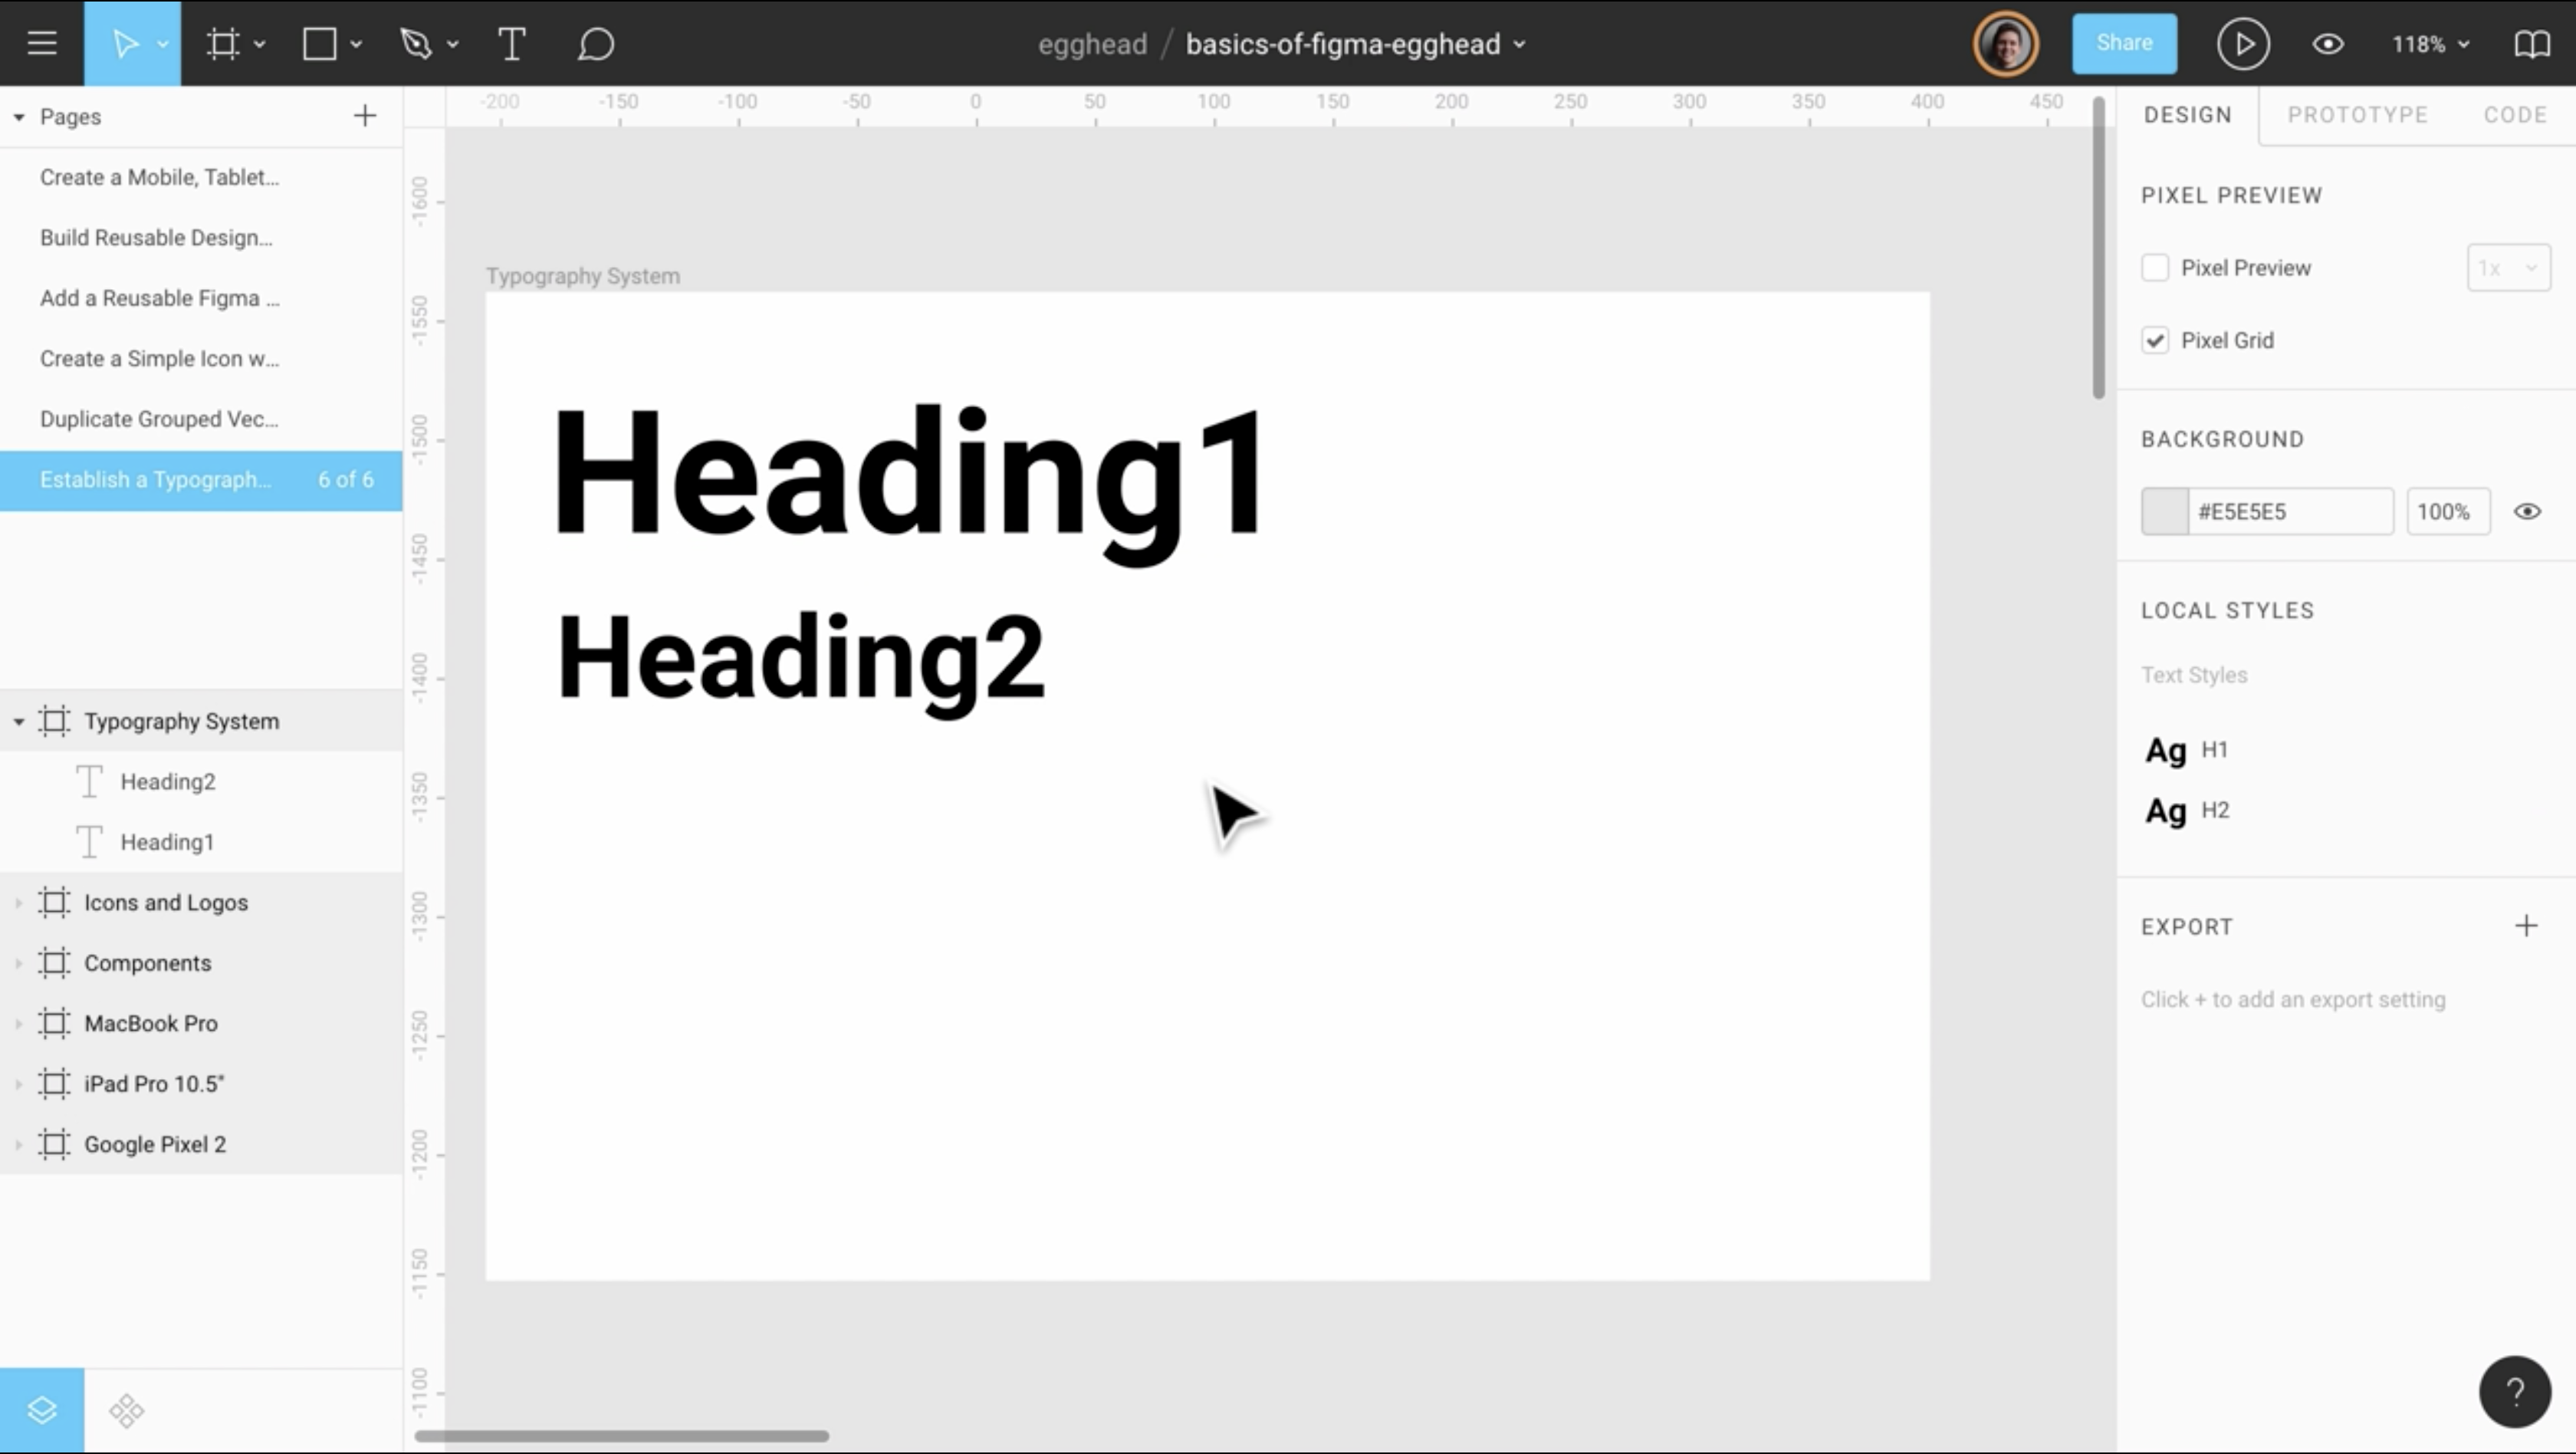 egghead / basics-of-figma-egghead
Share
118%
Pages
Create a Mobile, Tablet...
Build Reusable Design...
Add a Reusable Figma ...
Create a Simple Icon w...
Duplicate Grouped Vec...
Establish a Typograph... 6 of 6
Typography System
Heading2
Heading1
Icons and Logos
Components
MacBook Pro
iPad Pro 10.5"
Google Pixel 2
-200 -150 -100 -50 0 50 100 150 200 250 300 350 400 450
-1600
-1550
-1500
-1450
-1400
-1350
-1300
-1250
-1200
-1150
-1100
Typography System
Heading1
Heading2
DESIGN PROTOTYPE CODE
PIXEL PREVIEW
Pixel Preview 1x
Pixel Grid
BACKGROUND
#E5E5E5 100%
LOCAL STYLES
Text Styles
Ag H1
Ag H2
EXPORT
Click + to add an export setting
?